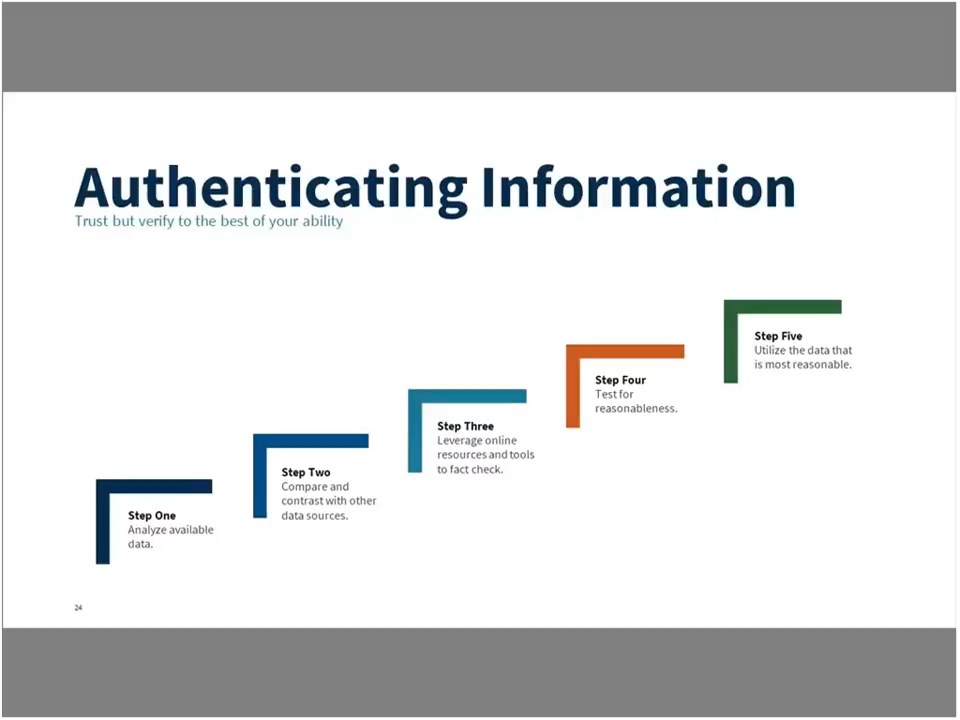 Authenticating Information
Trust but verify to the best of your ability
Step One
Analyze available
data.
Step Two
Compare and
contrast with other
data sources.
Step Three
Leverage online
resources and tools
to fact check.
Step Four
Test for
reasonableness.
Step Five
Utilize the data that
is most reasonable.
24